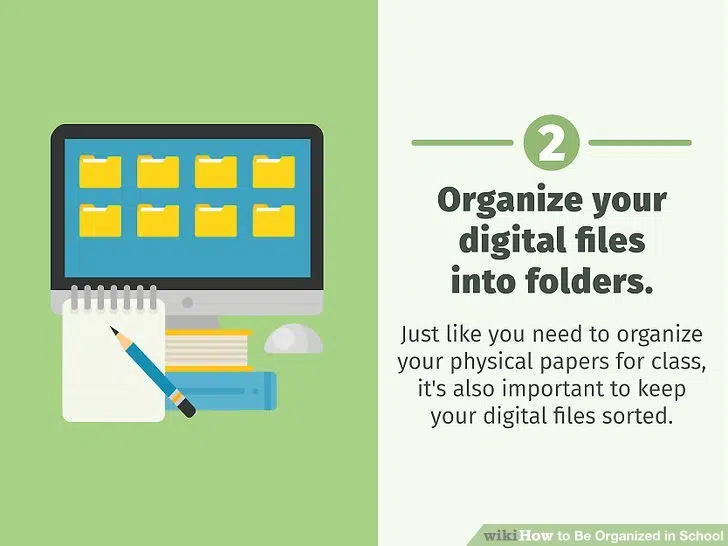 2
Organize your
digital files
into folders.
Just like you need to organize
your physical papers for class,
it's also important to keep
your digital files sorted.
wikiHow to Be Organized in School